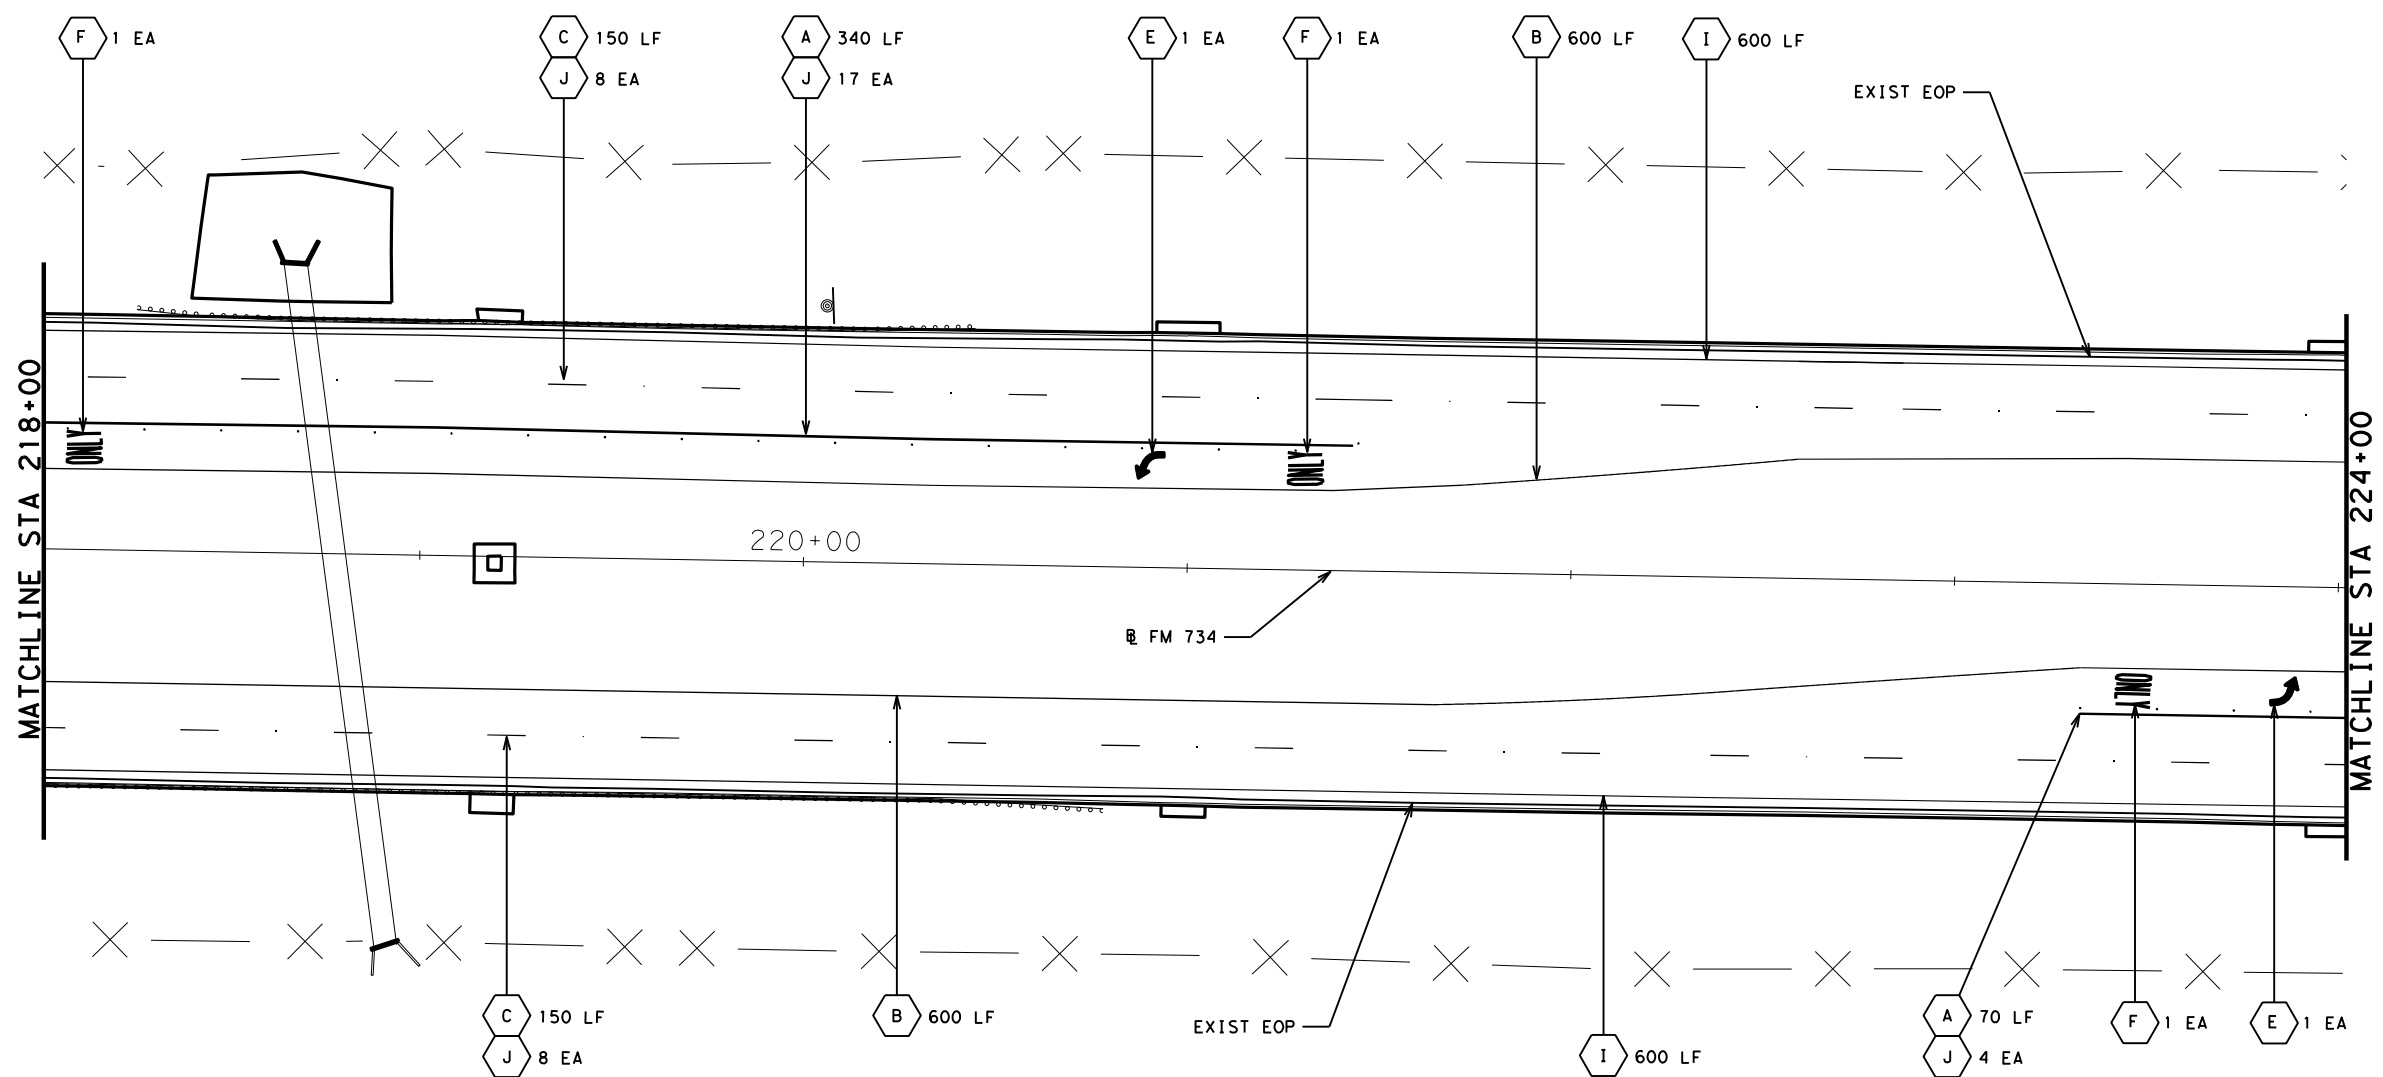 F 1 EA
C 150 LF
J 8 EA
A 340 LF
J 17 EA
E 1 EA
F 1 EA
B 600 LF
I 600 LF
EXIST EOP
MATCHLINE STA 218+00
ONLY
ONLY
220+00
BL FM 734
MATCHLINE STA 224+00
ONLY
C 150 LF
J 8 EA
B 600 LF
EXIST EOP
I 600 LF
A 70 LF
J 4 EA
F 1 EA
E 1 EA